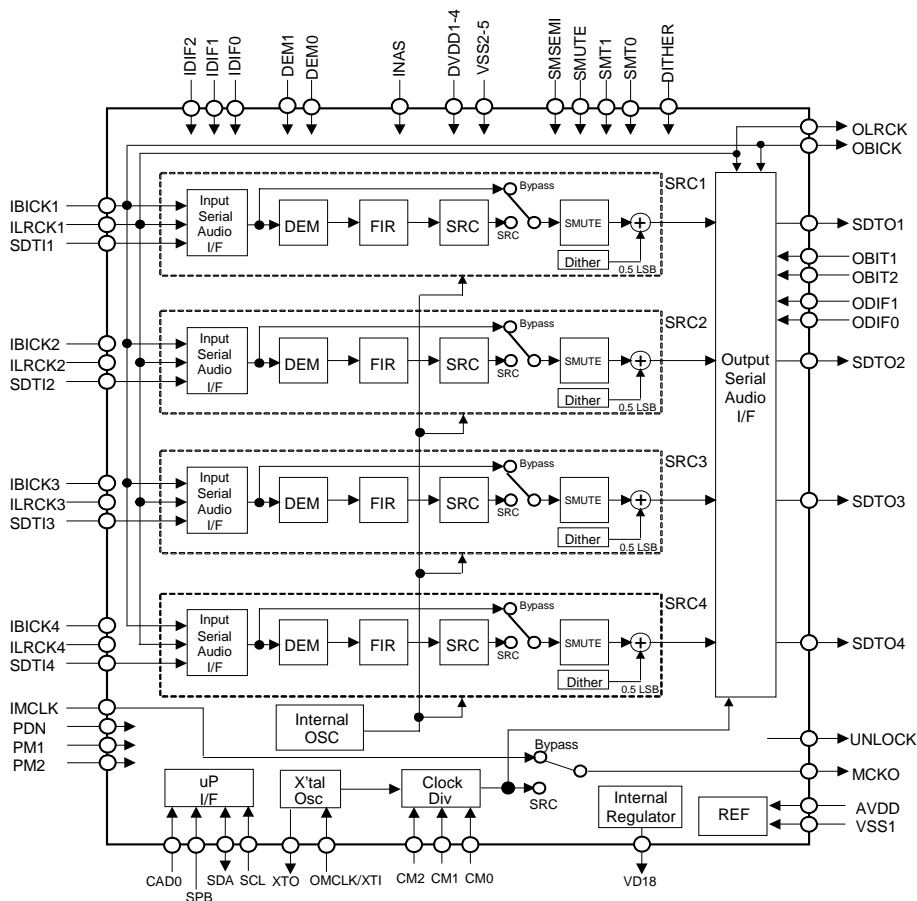 IDIF2
IDIF1
IDIF0
DEM1
DEM0
INAS
DVDD1-4
VSS2-5
SMSEMI
SMUTE
SMT1
SMT0
DITHER
OLRCK
OBICK
SRC1
Bypass
Input
Serial
Audio
I/F
DEM
FIR
SRC
SRC
SMUTE
Dither
0.5 LSB
IBICK1
ILRCK1
SDTI1
SDTO1
OBIT1
OBIT2
ODIF1
ODIF0
SRC2
Bypass
Input
Serial
Audio
I/F
DEM
FIR
SRC
SRC
SMUTE
Dither
0.5 LSB
IBICK2
ILRCK2
SDTI2
Output
Serial
Audio
I/F
SDTO2
SRC3
Bypass
Input
Serial
Audio
I/F
DEM
FIR
SRC
SRC
SMUTE
Dither
0.5 LSB
IBICK3
ILRCK3
SDTI3
SDTO3
SRC4
Bypass
Input
Serial
Audio
I/F
DEM
FIR
SRC
SRC
SMUTE
Dither
0.5 LSB
IBICK4
ILRCK4
SDTI4
SDTO4
IMCLK
PDN
PM1
PM2
Internal
OSC
Bypass
SRC
UNLOCK
MCKO
uP
I/F
X'tal
Osc
Clock
Div
Internal
Regulator
REF
AVDD
VSS1
CAD0
SPB
SDA
SCL
XTO
OMCLK/XTI
CM2
CM1
CM0
VD18